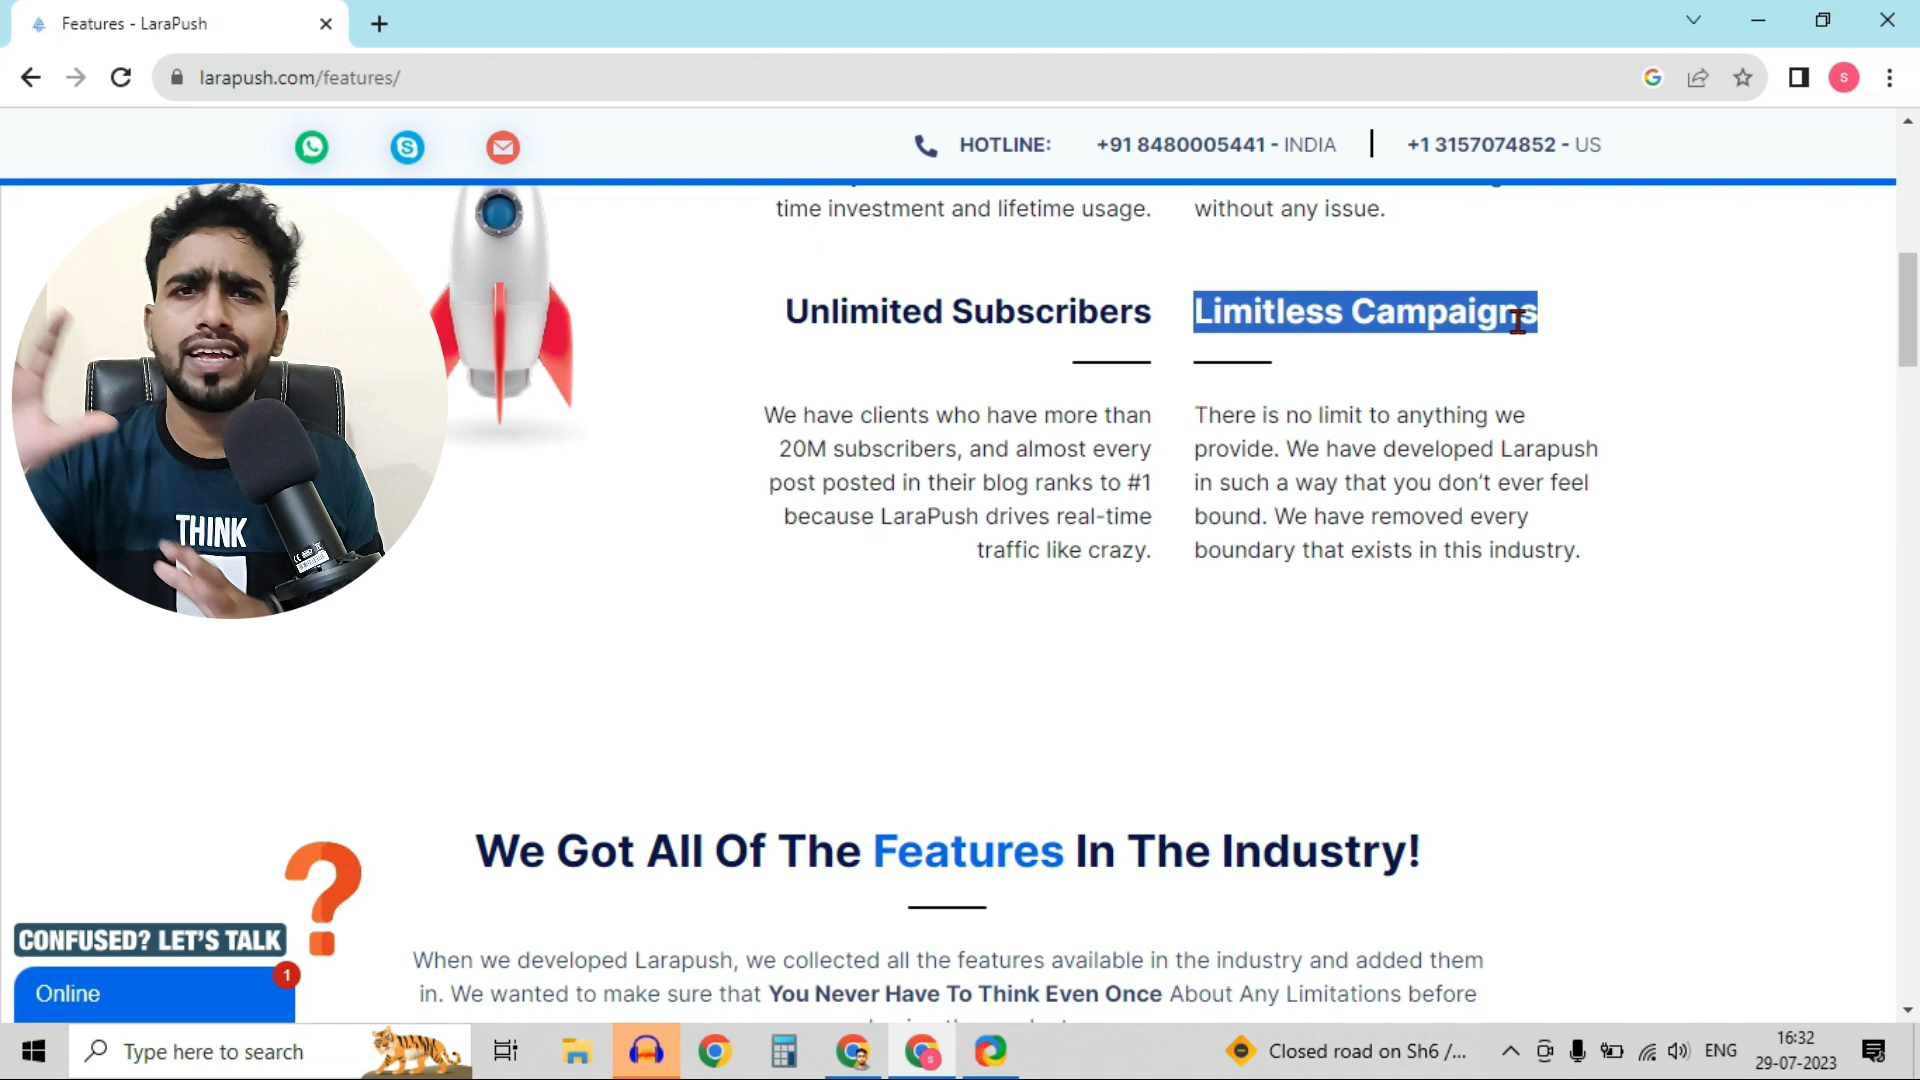 Features - LaraPush
larapush.com/features/
S
HOTLINE: +91 8480005441 - INDIA
+1 3157074852 - US
time investment and lifetime usage.
without any issue.
Unlimited Subscribers
We have clients who have more than
20M subscribers, and almost every
post posted in their blog ranks to #1
because LaraPush drives real-time
traffic like crazy.
Limitless Campaigns
There is no limit to anything we
provide. We have developed Larapush
in such a way that you don't ever feel
bound. We have removed every
boundary that exists in this industry.
THINK
We Got All Of The Features In The Industry!
When we developed Larapush, we collected all the features available in the industry and added them
in. We wanted to make sure that You Never Have To Think Even Once About Any Limitations before
?
CONFUSED? LET'S TALK
1
Online
Type here to search
S
Closed road on Sh6 /...
ENG
16:32
29-07-2023